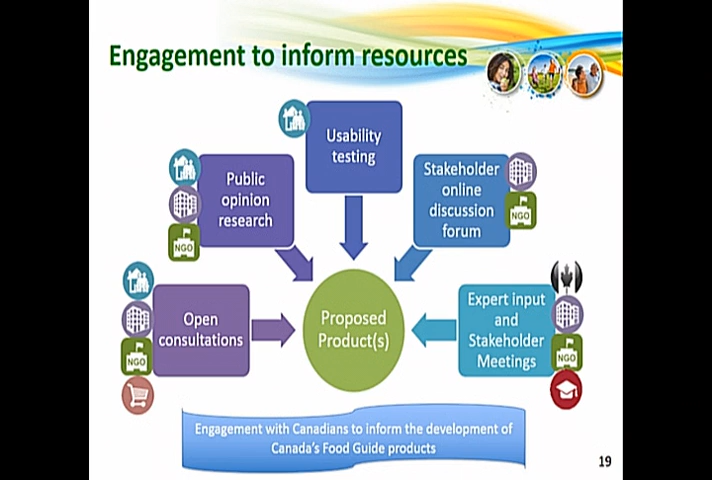 Engagement to inform resources
Usability
testing
Public
opinion
research
NGO
Stakeholder
online
discussion
forum
NGO
Open
consultations
NGO
Proposed
Product(s)
Expert input
and
Stakeholder
Meetings
NGO
Engagement with Canadians to inform the development of
Canada's Food Guide products
19